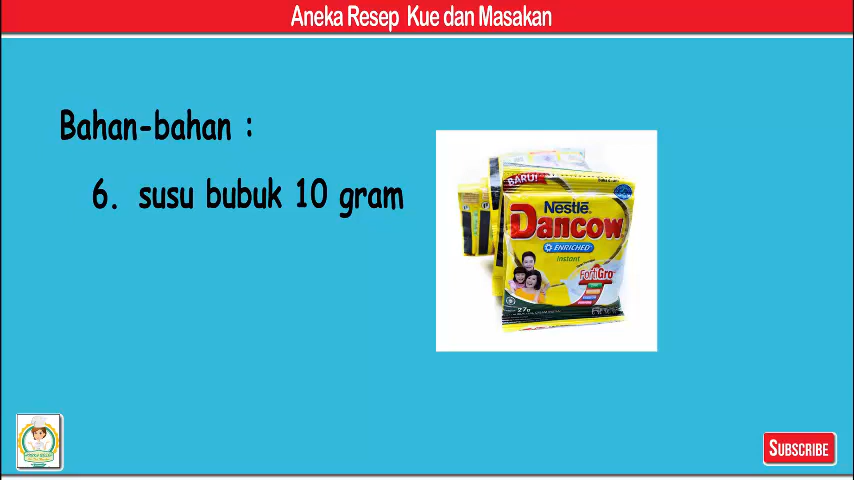 Aneka Resep Kue dan Masakan
Bahan-bahan :
6. susu bubuk 10 gram
BARU!
Nestlé
Dancow
ENRICHED
Instant
FortiGro
27g
SUBSCRIBE